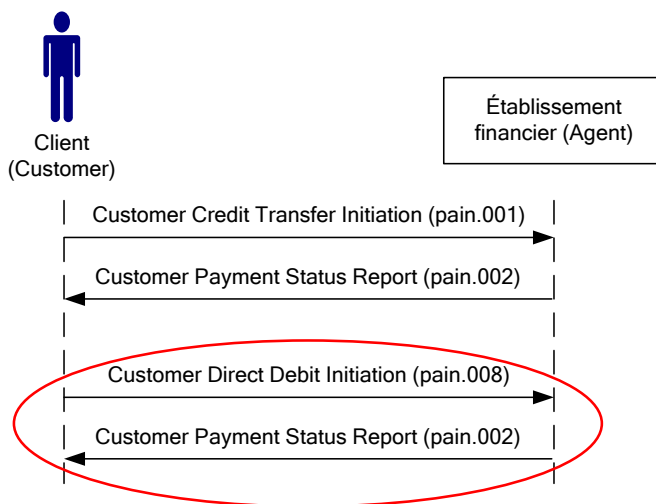 Client
(Customer)
Établissement
financier (Agent)
Customer Credit Transfer Initiation (pain.001)
Customer Payment Status Report (pain.002)
Customer Direct Debit Initiation (pain.008)
Customer Payment Status Report (pain.002)